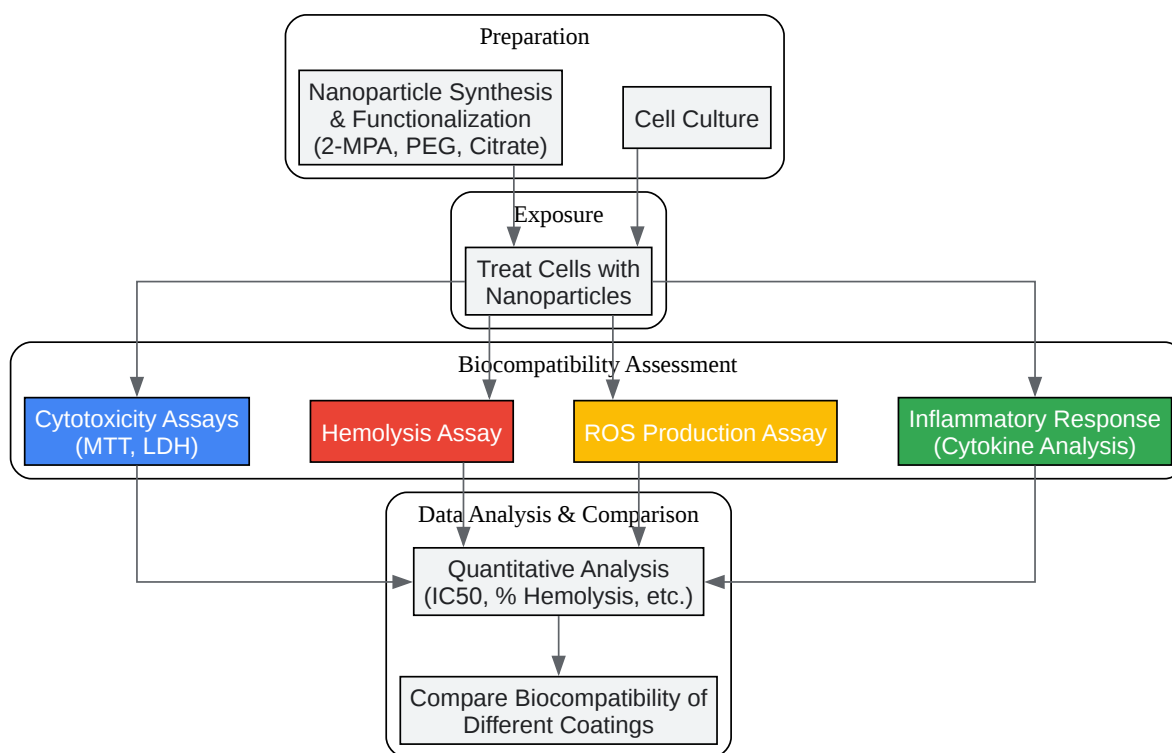 Preparation
Nanoparticle Synthesis
& Functionalization
(2-MPA, PEG, Citrate)
Cell Culture
Exposure
Treat Cells with
Nanoparticles
Biocompatibility Assessment
Cytotoxicity Assays
(MTT, LDH)
Hemolysis Assay
ROS Production Assay
Inflammatory Response
(Cytokine Analysis)
Data Analysis & Comparison
Quantitative Analysis
(IC50, % Hemolysis, etc.)
Compare Biocompatibility of
Different Coatings